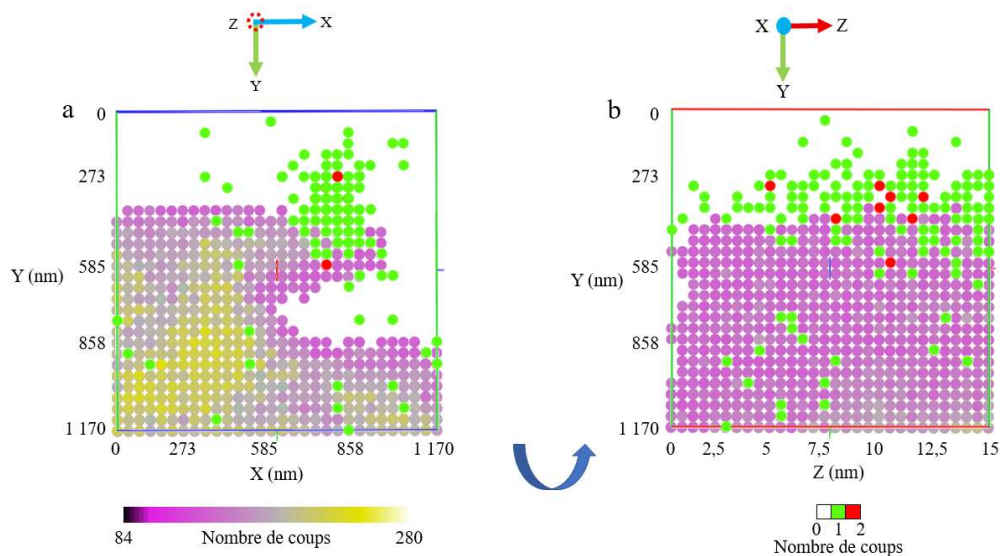 Z X
Y
X Z
Y
a
0
273
Y (nm) 585
858
1 170
0 273 585 858 1 170
X (nm)
b
0
273
Y (nm) 585
858
1 170
0 2,5 5 7,5 10 12,5 15
Z (nm)
84 Nombre de coups 280
0 1 2
Nombre de coups